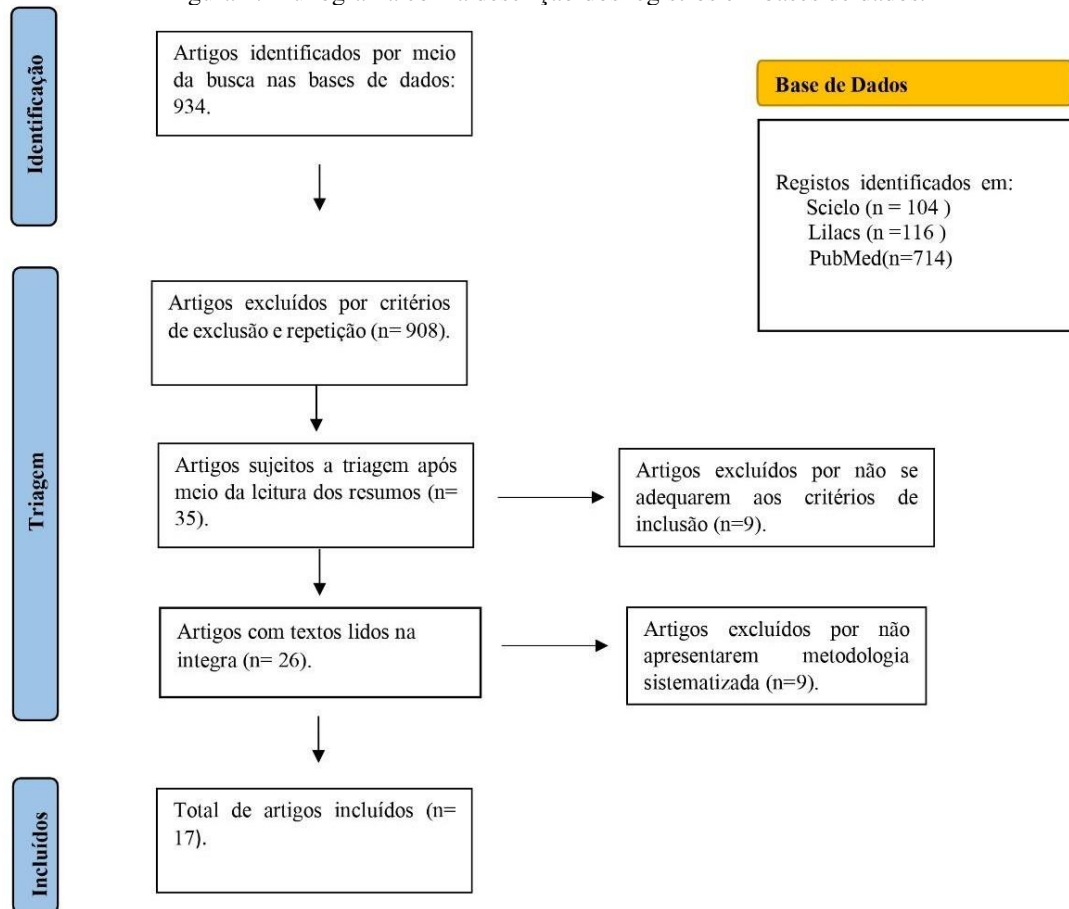 Identificação
Artigos identificados por meio
da busca nas bases de dados:
934.
Base de Dados
Registos identificados em:
Scielo (n = 104 )
Lilacs (n =116 )
PubMed(n=714)
Triagem
Artigos excluídos por critérios
de exclusão e repetição (n= 908).
Artigos sujeitos a triagem após
meio da leitura dos resumos (n=
35).
Artigos excluídos por não se
adequarem aos critérios de
inclusão (n=9).
Artigos com textos lidos na
integra (n= 26).
Artigos excluídos por não
apresentarem metodologia
sistematizada (n=9).
Incluídos
Total de artigos incluídos (n=
17).